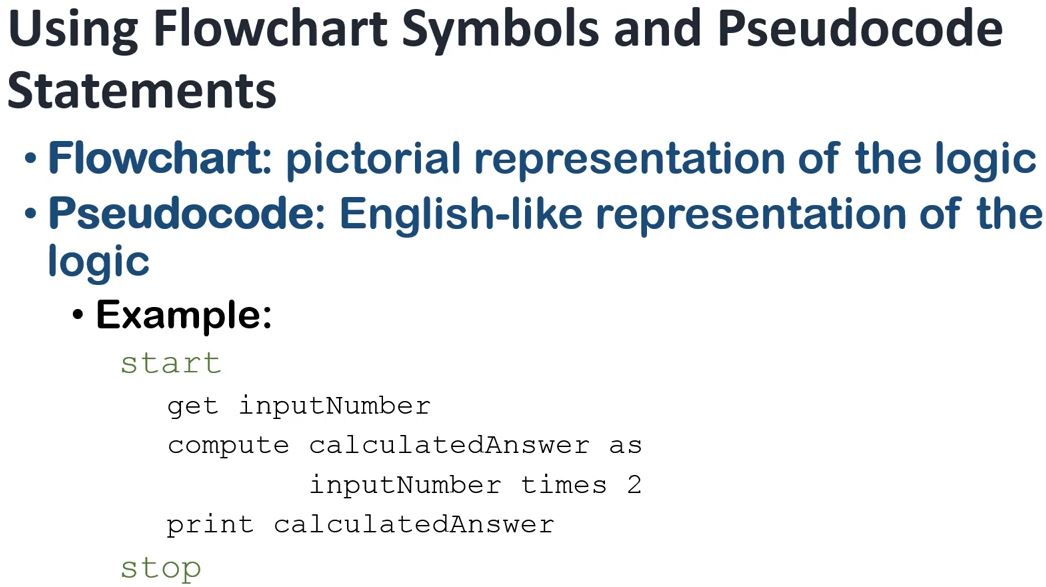 Using Flowchart Symbols and Pseudocode
Statements
• Flowchart: pictorial representation of the logic
• Pseudocode: English-like representation of the
logic
• Example:
start
get inputNumber
compute calculatedAnswer as
inputNumber times 2
print calculatedAnswer
stop